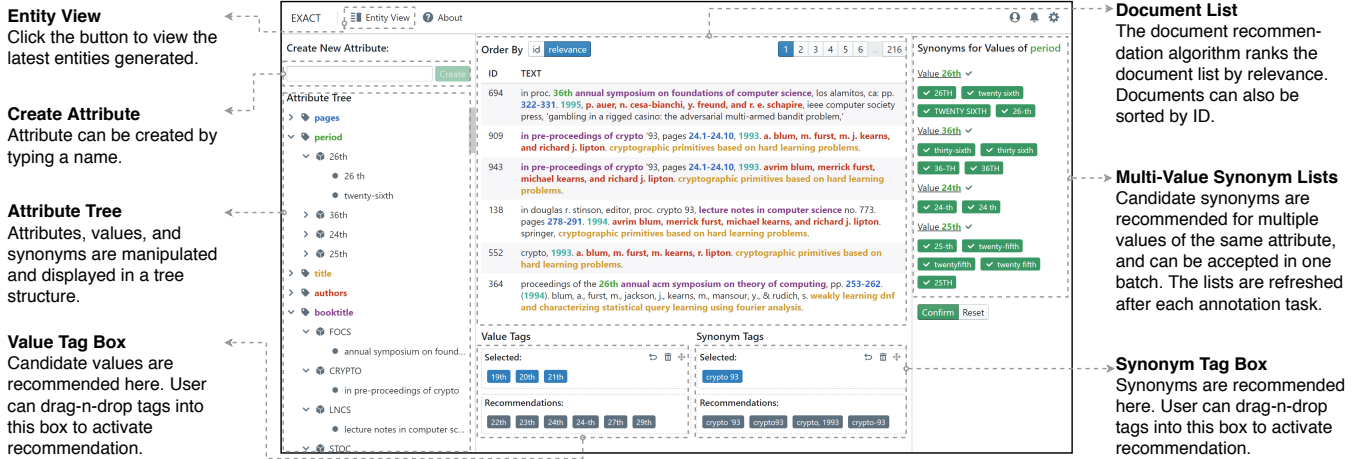 Entity View
Click the button to view the
latest entities generated.
Create Attribute
Attribute can be created by
typing a name.
Attribute Tree
Attributes, values, and
synonyms are manipulated
and displayed in a tree
structure.
Value Tag Box
Candidate values are
recommended here. User
can drag-n-drop tags into
this box to activate
recommendation.
EXACT
Entity View
About
Create New Attribute:
Create
Attribute Tree
pages
period
26th
26 th
twenty-sixth
36th
24th
25th
title
authors
booktitle
FOCS
annual symposium on found...
CRYPTO
in pre-proceedings of crypto
LNCS
lecture notes in computer sc...
STOC
Order By id relevance
1 2 3 4 5 6 ... 216
ID TEXT
694 in proc. 36th annual symposium on foundations of computer science, los alamitos, ca: pp.
322-331. 1995, p. auer, n. cesa-bianchi, y. freund, and r. e. schapire, ieee computer society
press, 'gambling in a rigged casino: the adversarial multi-armed bandit problem,'
909 in pre-proceedings of crypto '93, pages 24.1-24.10, 1993. a. blum, m. furst, m. j. kearns,
and richard j. lipton. cryptographic primitives based on hard learning problems.
943 in pre-proceedings of crypto '93, pages 24.1-24.10, 1993. avrim blum, merrick furst,
michael kearns, and richard j. lipton. cryptographic primitives based on hard learning
problems.
138 in douglas r. stinson, editor, proc. crypto 93, lecture notes in computer science no. 773.
pages 278-291. 1994. avrim blum, merrick furst, michael kearns, and richard j. lipton.
springer, cryptographic primitives based on hard learning problems.
552 crypto, 1993. a. blum, m. furst, m. kearns, r. lipton. cryptographic primitives based on
hard learning problems.
364 proceedings of the 26th annual acm symposium on theory of computing, pp. 253-262.
(1994). blum, a., furst, m., jackson, j., kearns, m., mansour, y., & rudich, s. weakly learning dnf
and characterizing statistical query learning using fourier analysis.
Value Tags
Selected:
19th 20th 21th
Recommendations:
22th 23th 24th 24-th 27th 29th
Synonym Tags
Selected:
crypto 93
Recommendations:
crypto '93 crypto93 crypto, 1993 crypto-93
Synonyms for Values of period
Value 26th
26TH twenty sixth
TWENTY SIXTH 26-th
Value 36th
thirty-sixth thirty sixth
36-TH 36TH
Value 24th
24-th 24 th
Value 25th
25-th twenty-fifth
twentyfifth twenty fifth
25TH
Confirm Reset
Document List
The document recommen-
dation algorithm ranks the
document list by relevance.
Documents can also be
sorted by ID.
Multi-Value Synonym Lists
Candidate synonyms are
recommended for multiple
values of the same attribute,
and can be accepted in one
batch. The lists are refreshed
after each annotation task.
Synonym Tag Box
Synonyms are recommended
here. User can drag-n-drop
tags into this box to activate
recommendation.